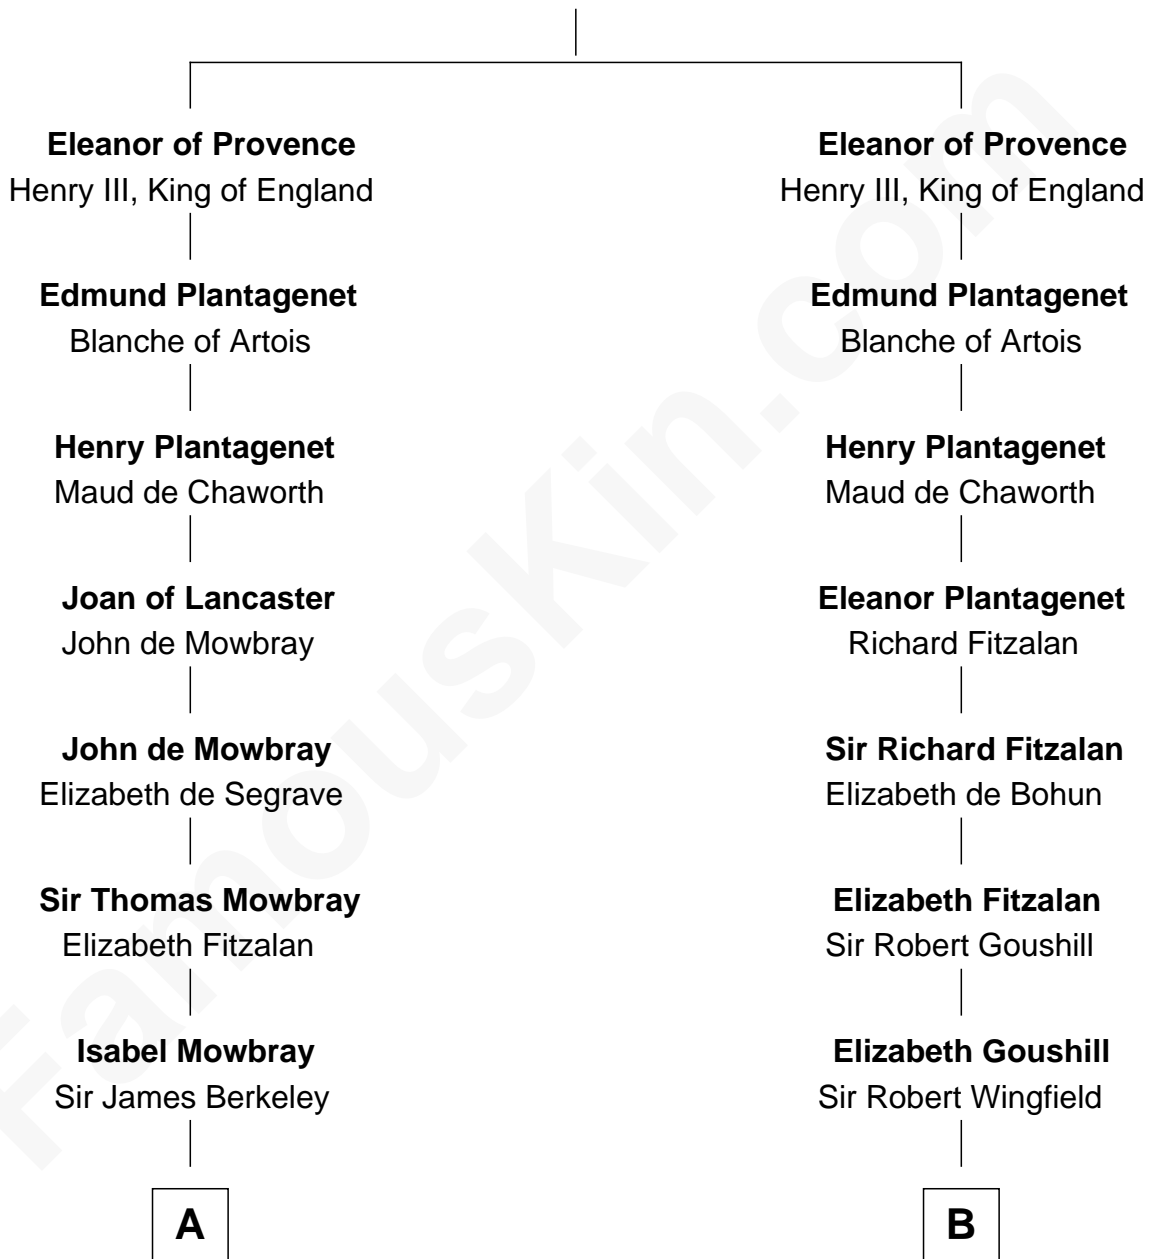 Eleanor of Provence
Henry III, King of England
Edmund Plantagenet
Blanche of Artois
Henry Plantagenet
Maud de Chaworth
Joan of Lancaster
John de Mowbray
John de Mowbray
Elizabeth de Segrave
Sir Thomas Mowbray
Elizabeth Fitzalan
Isabel Mowbray
Sir James Berkeley
A
Eleanor of Provence
Henry III, King of England
Edmund Plantagenet
Blanche of Artois
Henry Plantagenet
Maud de Chaworth
Eleanor Plantagenet
Richard Fitzalan
Sir Richard Fitzalan
Elizabeth de Bohun
Elizabeth Fitzalan
Sir Robert Goushill
Elizabeth Goushill
Sir Robert Wingfield
B
FamousKin.com